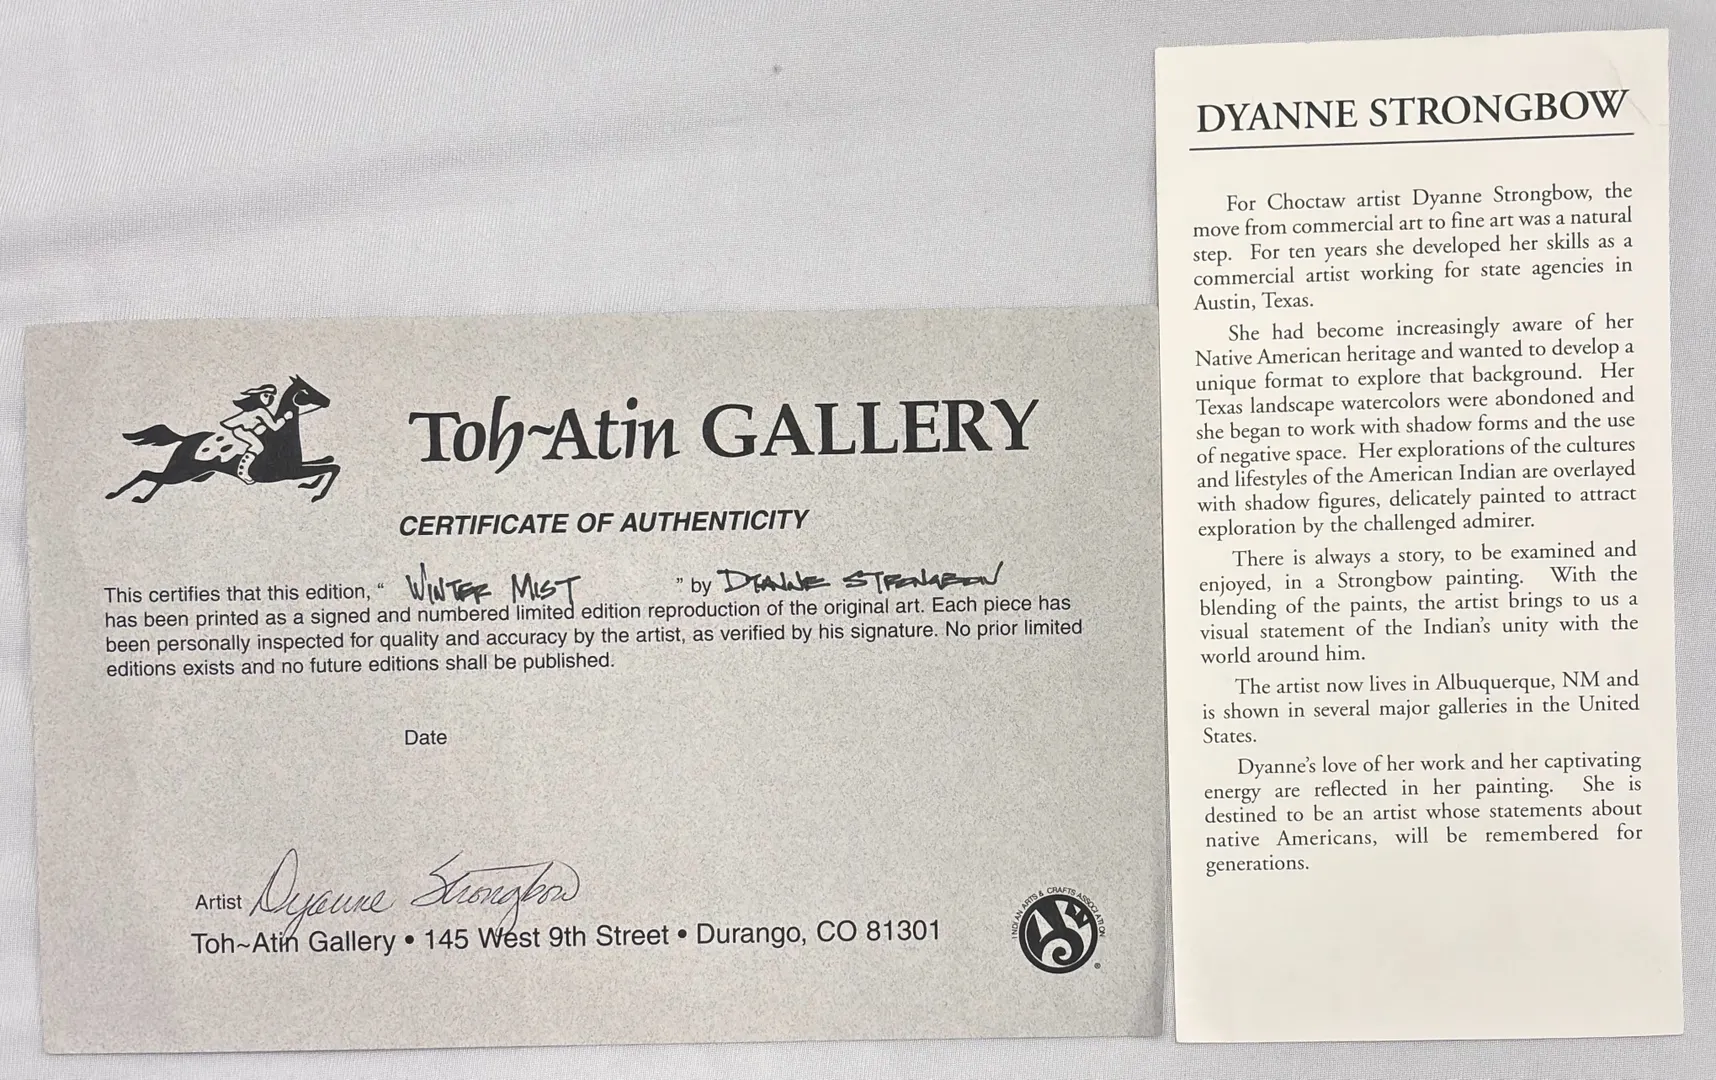 Toh~Atin GALLERY
CERTIFICATE OF AUTHENTICITY
This certifies that this edition, “ WINTER MIST ” by DYANNE STRONGBOW
has been printed as a signed and numbered limited edition reproduction of the original art. Each piece has
been personally inspected for quality and accuracy by the artist, as verified by his signature. No prior limited
editions exists and no future editions shall be published.
Date
Artist Dyanne Strongbow
Toh~Atin Gallery • 145 West 9th Street • Durango, CO 81301
INDIAN ARTS & CRAFTS ASSOCIATION
®
DYANNE STRONGBOW
For Choctaw artist Dyanne Strongbow, the
move from commercial art to fine art was a natural
step. For ten years she developed her skills as a
commercial artist working for state agencies in
Austin, Texas.
She had become increasingly aware of her
Native American heritage and wanted to develop a
unique format to explore that background. Her
Texas landscape watercolors were abondoned and
she began to work with shadow forms and the use
of negative space. Her explorations of the cultures
and lifestyles of the American Indian are overlayed
with shadow figures, delicately painted to attract
exploration by the challenged admirer.
There is always a story, to be examined and
enjoyed, in a Strongbow painting. With the
blending of the paints, the artist brings to us a
visual statement of the Indian’s unity with the
world around him.
The artist now lives in Albuquerque, NM and
is shown in several major galleries in the United
States.
Dyanne’s love of her work and her captivating
energy are reflected in her painting. She is
destined to be an artist whose statements about
native Americans, will be remembered for
generations.